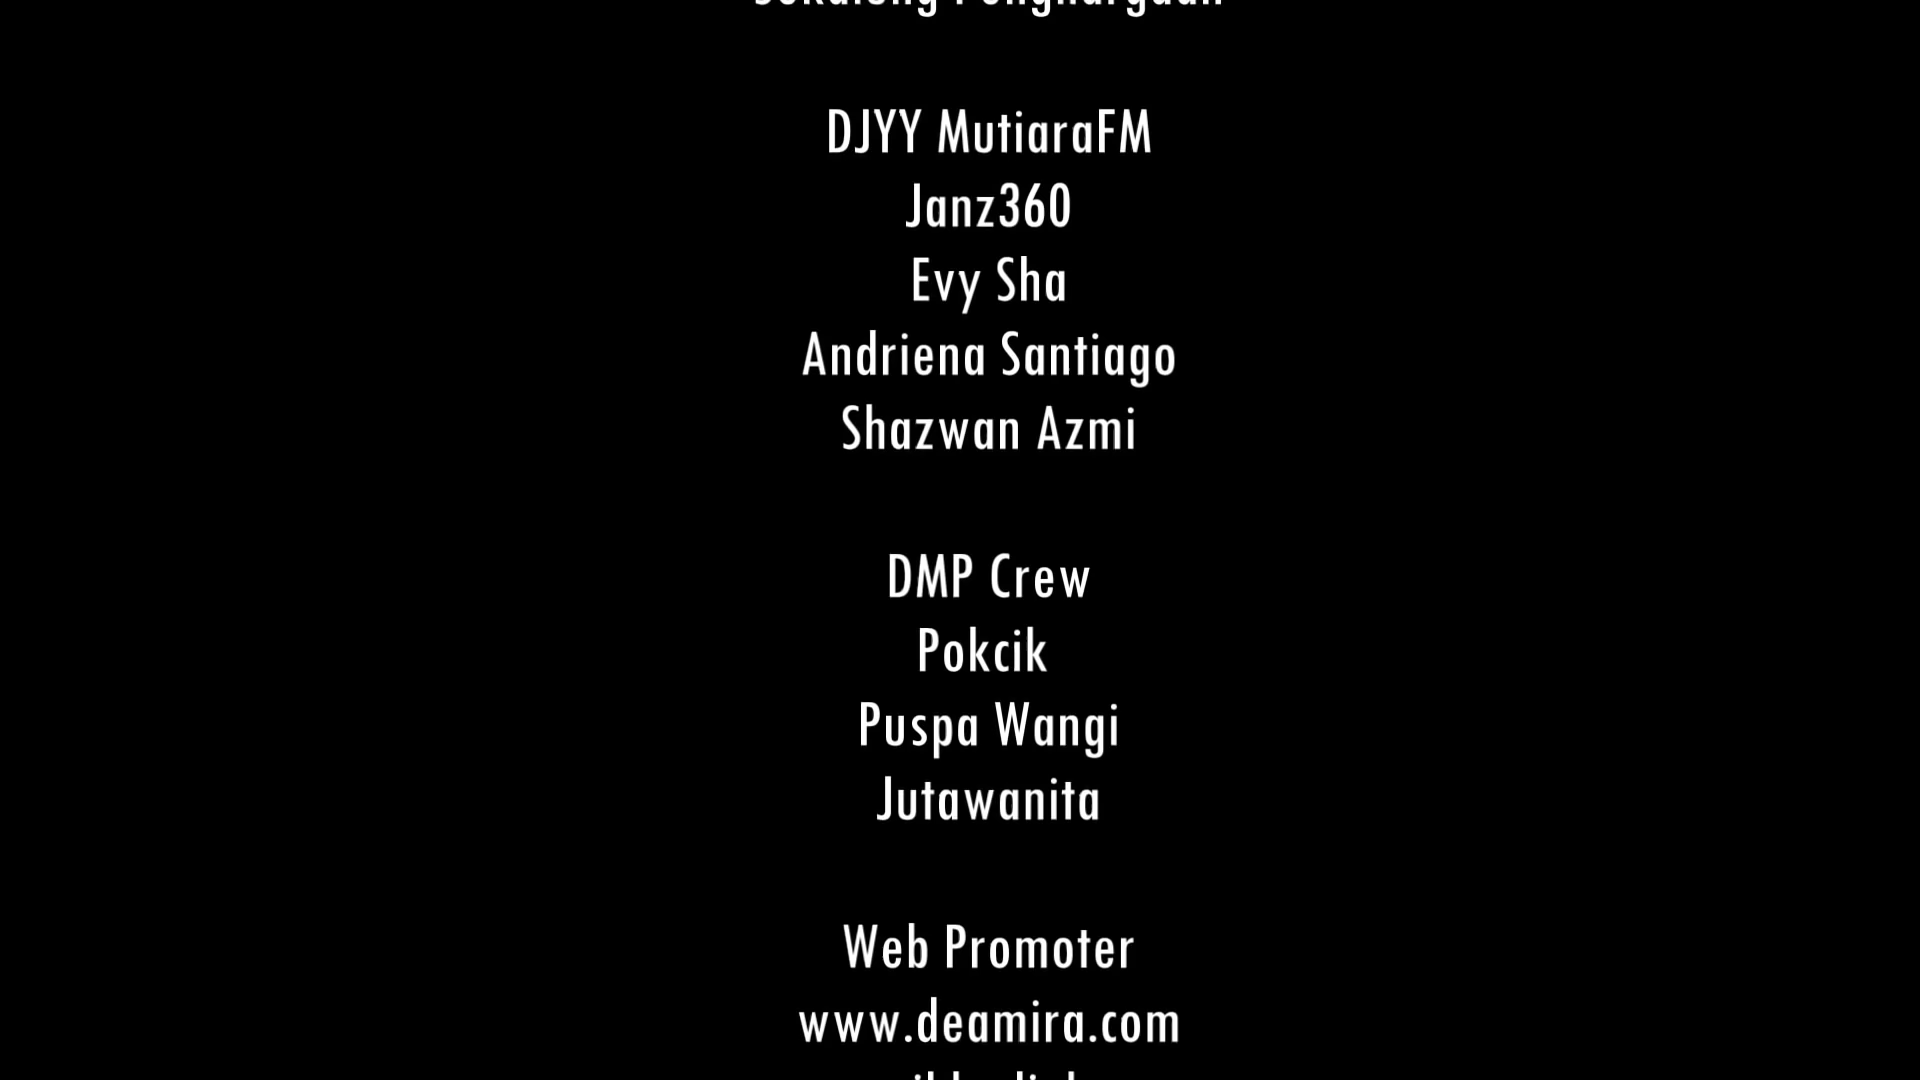 DJYY MutiaraFM
Janz360
Evy Sha
Andriena Santiago
Shazwan Azmi
DMP Crew
Pokcik
Puspa Wangi
Jutawanita
Web Promoter
www.deamira.com